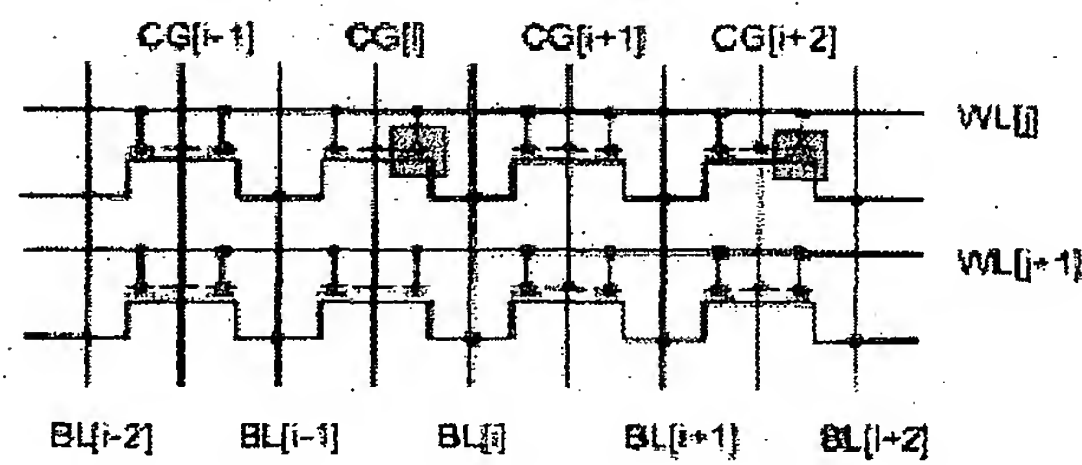 CG[i-1] CG[i] CG[i+1] CG[i+2]
WL[j]
WL[j+1]
BL[i-2] BL[i-1] BL[i] BL[i+1] BL[i+2]